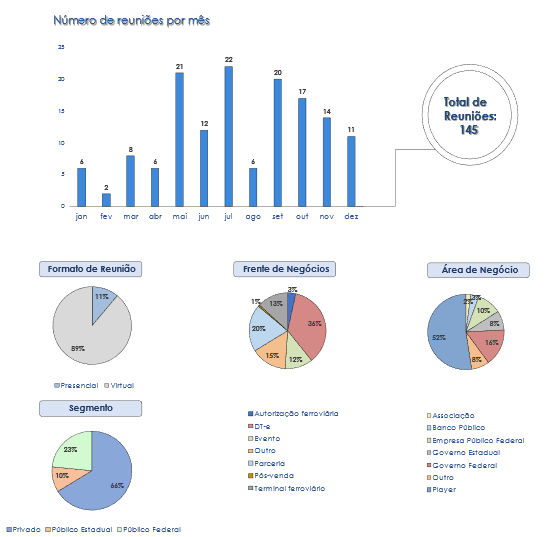 Número de reuniões por mês
25
20
15
10
5
0
6
2
8
6
21
12
22
6
20
17
14
11
jan fev mar abr mai jun jul ago set out nov dez
Total de
Reuniões:
145
Formato de Reunião
11%
89%
Presencial Virtual
Frente de Negócios
3%
36%
12%
15%
20%
1%
13%
Autorização ferroviária
DT-e
Evento
Outro
Parceria
Pós-venda
Terminal ferroviário
Área de Negócio
2%
3%
10%
8%
16%
8%
52%
Associação
Banco Público
Empresa Público Federal
Governo Estadual
Governo Federal
Outro
Player
Segmento
23%
10%
66%
Privado Público Estadual Público Federal